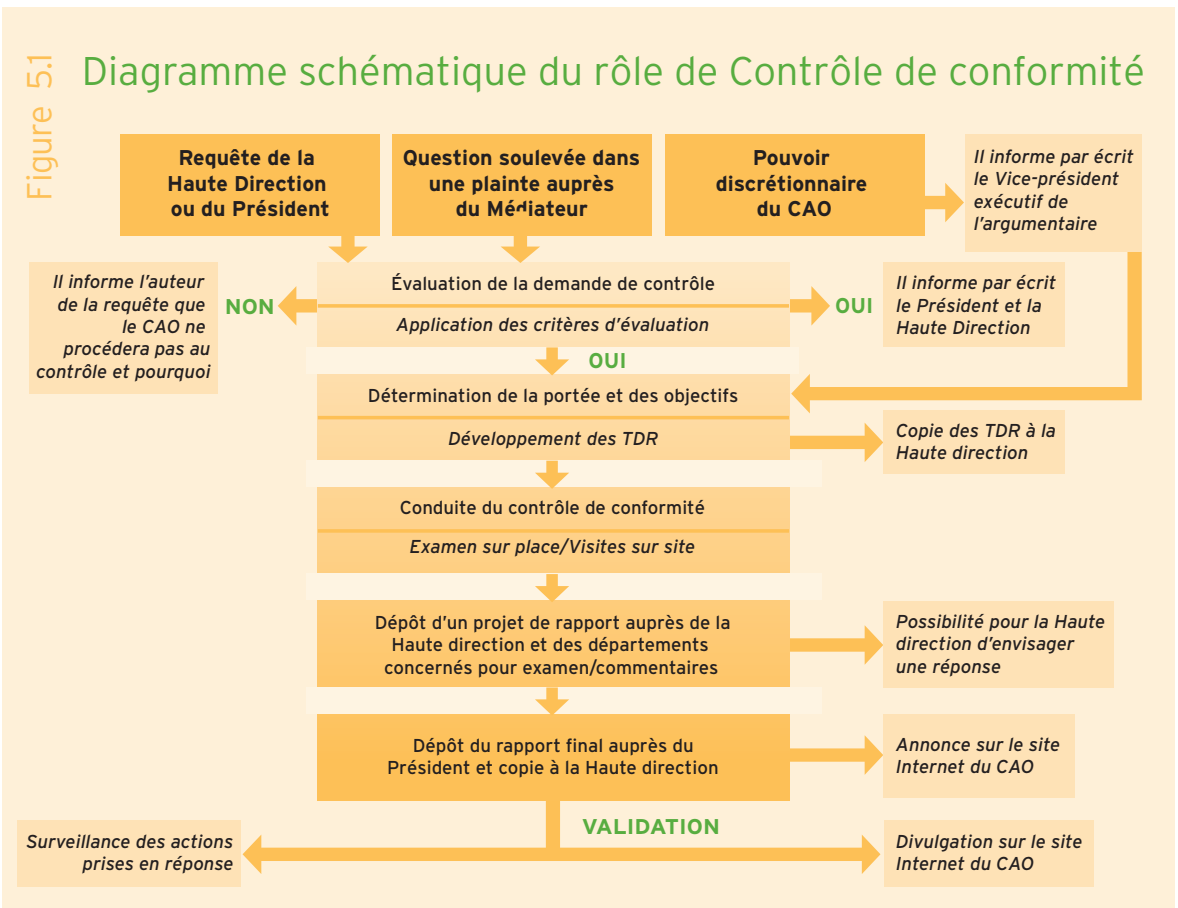 Figure 5.1
Diagramme schématique du rôle de Contrôle de conformité
Requête de la
Haute Direction
ou du Président
Question soulevée dans
une plainte auprès
du Médiateur
Pouvoir
discrétionnaire
du CAO
Il informe par écrit
le Vice-président
exécutif de
l'argumentaire
Il informe l'auteur
de la requête que
le CAO ne
procédera pas au
contrôle et pourquoi
NON
Évaluation de la demande de contrôle
Application des critères d'évaluation
OUI
Il informe par écrit
le Président et la
Haute Direction
OUI
Détermination de la portée et des objectifs
Développement des TDR
Copie des TDR à la
Haute direction
Conduite du contrôle de conformité
Examen sur place/Visites sur site
Dépôt d'un projet de rapport auprès de la
Haute direction et des départements
concernés pour examen/commentaires
Possibilité pour la Haute
direction d'envisager
une réponse
Dépôt du rapport final auprès du
Président et copie à la Haute direction
Annonce sur le site
Internet du CAO
VALIDATION
Surveillance des actions
prises en réponse
Divulgation sur le site
Internet du CAO